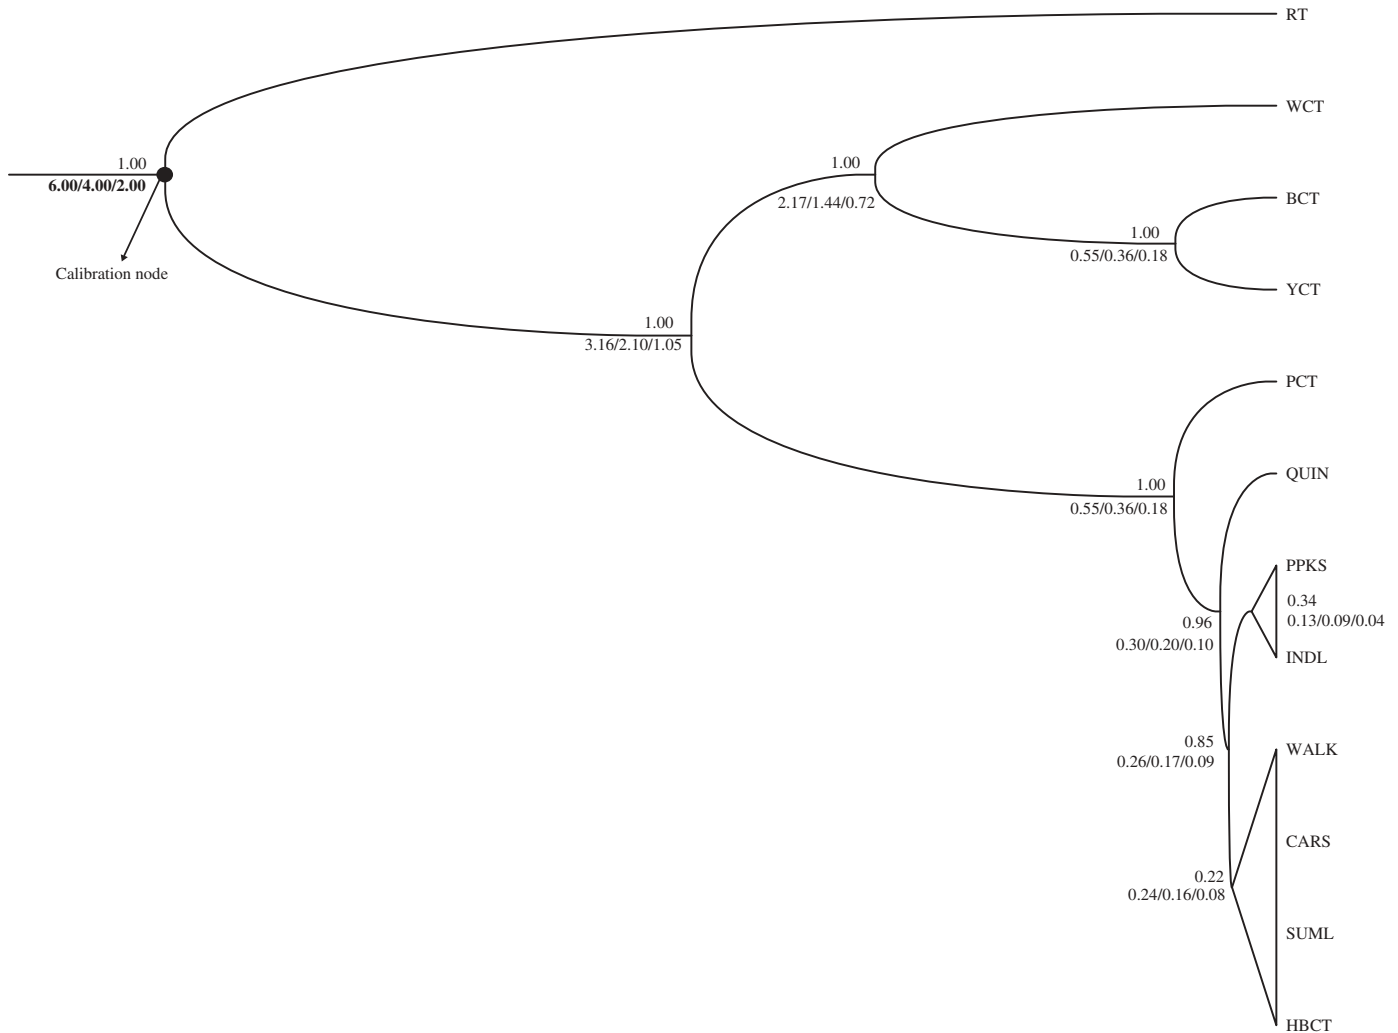 RT
WCT
1.00
6.00/4.00/2.00
1.00
2.17/1.44/0.72
BCT
1.00
0.55/0.36/0.18
Calibration node
YCT
1.00
3.16/2.10/1.05
PCT
QUIN
1.00
0.55/0.36/0.18
PPKS
0.34
0.13/0.09/0.04
0.96
0.30/0.20/0.10
INDL
0.85
0.26/0.17/0.09
WALK
CARS
0.22
0.24/0.16/0.08
SUML
HBCT